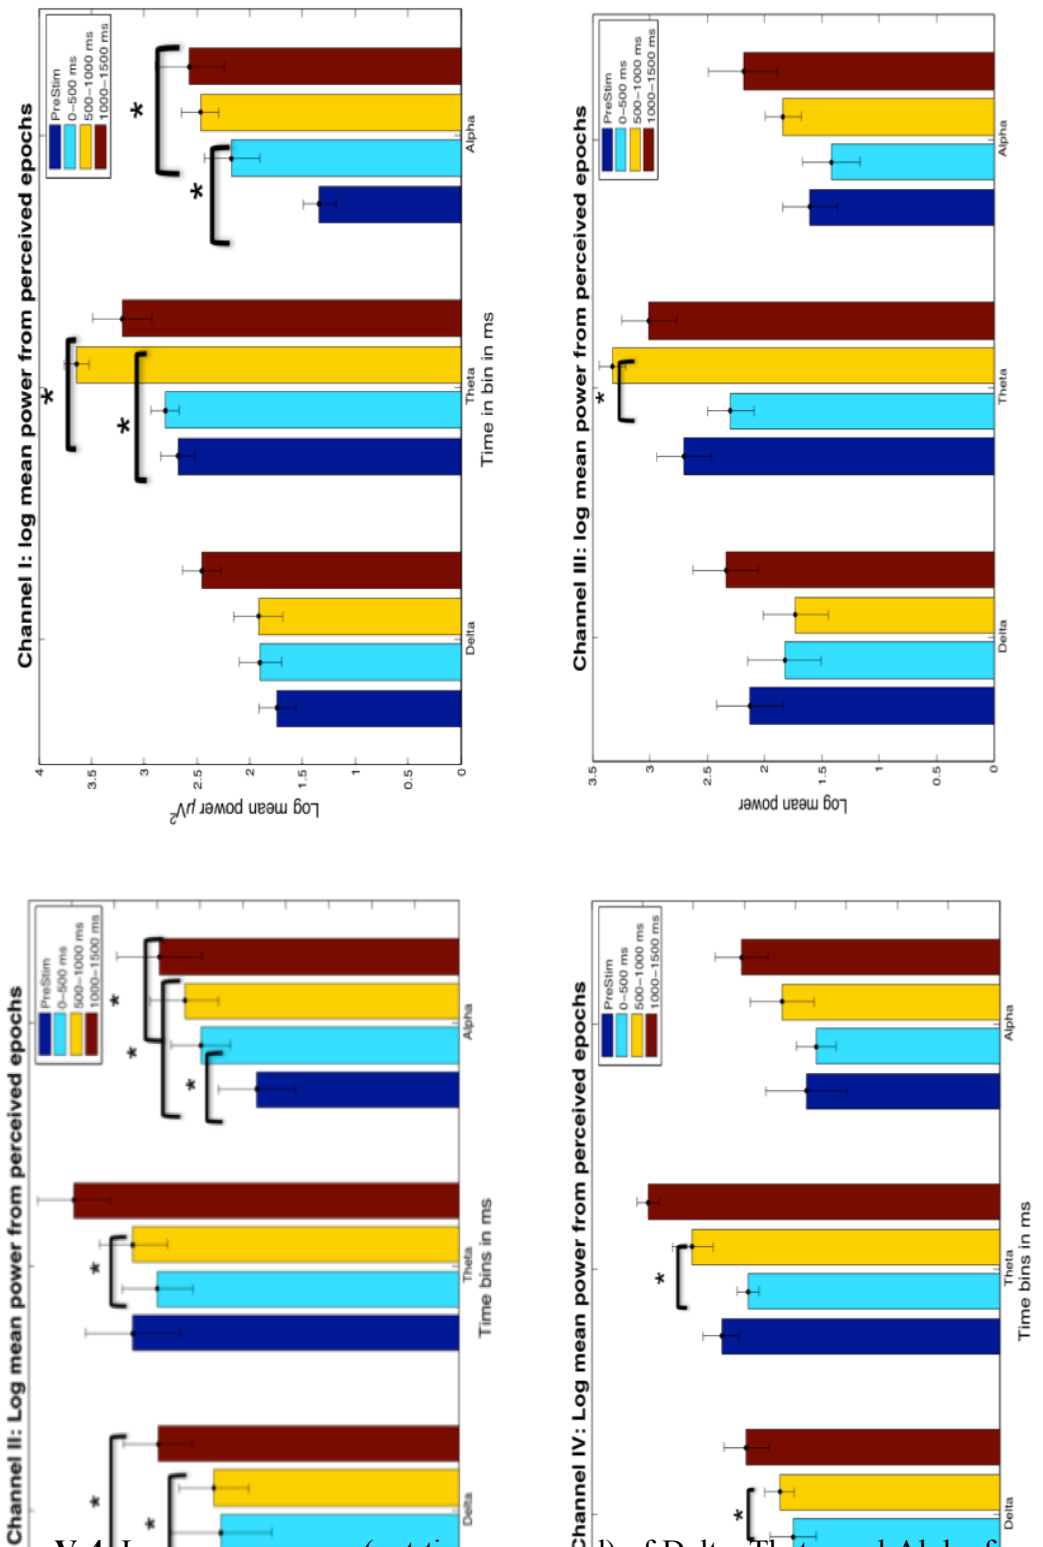 Channel I: log mean power from perceived epochs
PreStim
0-500 ms
500-1000 ms
1000-1500 ms
*
*
*
*
4
3.5
3
2.5
2
1.5
1
0.5
0
Log mean power µV²
Delta
Theta
Alpha
Time in bin in ms
Channel III: log mean power from perceived epochs
PreStim
0-500 ms
500-1000 ms
1000-1500 ms
*
3.5
3
2.5
2
1.5
1
0.5
0
Log mean power
Delta
Theta
Alpha
Channel II: Log mean power from perceived epochs
PreStim
0-500 ms
500-1000 ms
1000-1500 ms
*
*
*
*
*
*
Delta
Theta
Alpha
Time bins in ms
Channel IV: Log mean power from perceived epochs
PreStim
0-500 ms
500-1000 ms
1000-1500 ms
*
*
Delta
Theta
Alpha
Time bins in ms